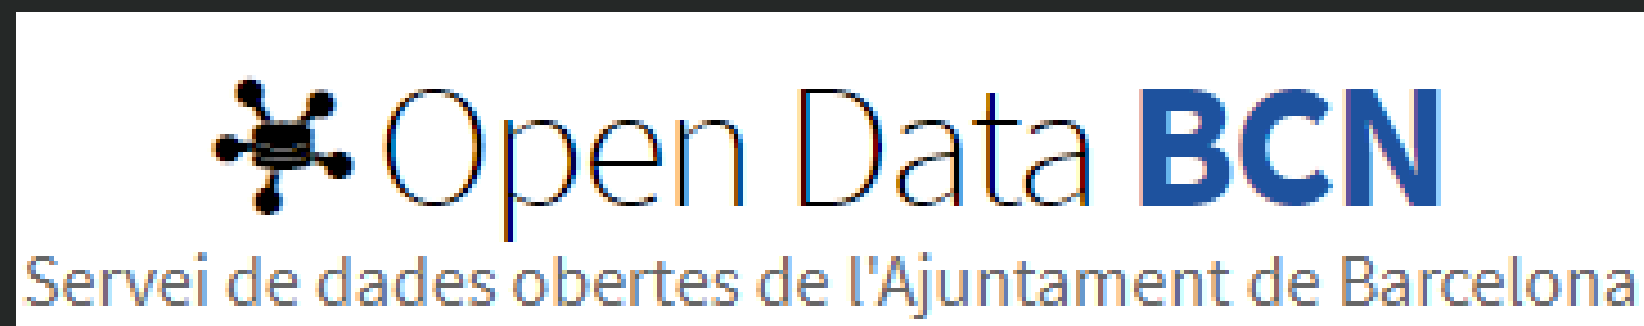 Open Data BCN
Servei de dades obertes de l'Ajuntament de Barcelona